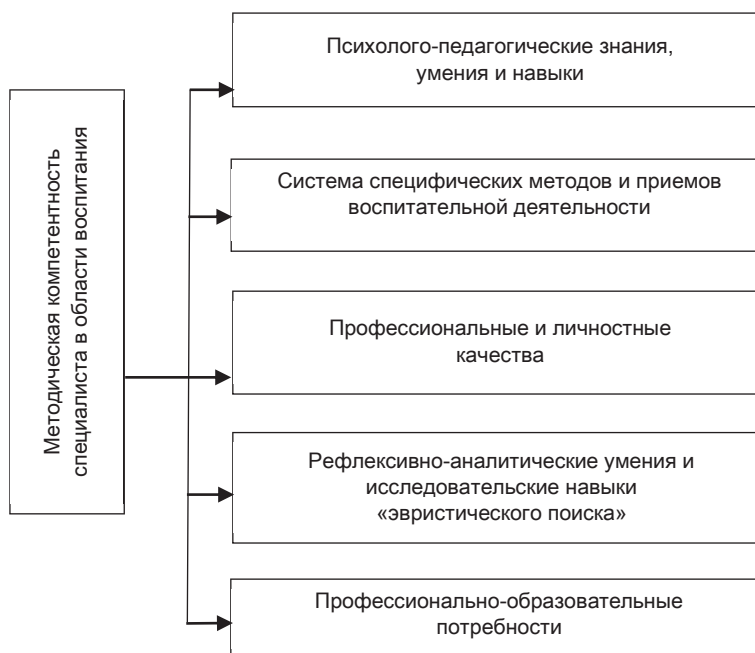 Методическая компетентность
специалиста в области воспитания
Психолого-педагогические знания,
умения и навыки
Система специфических методов и приемов
воспитательной деятельности
Профессиональные и личностные
качества
Рефлексивно-аналитические умения и
исследовательские навыки
«эвристического поиска»
Профессионально-образовательные
потребности